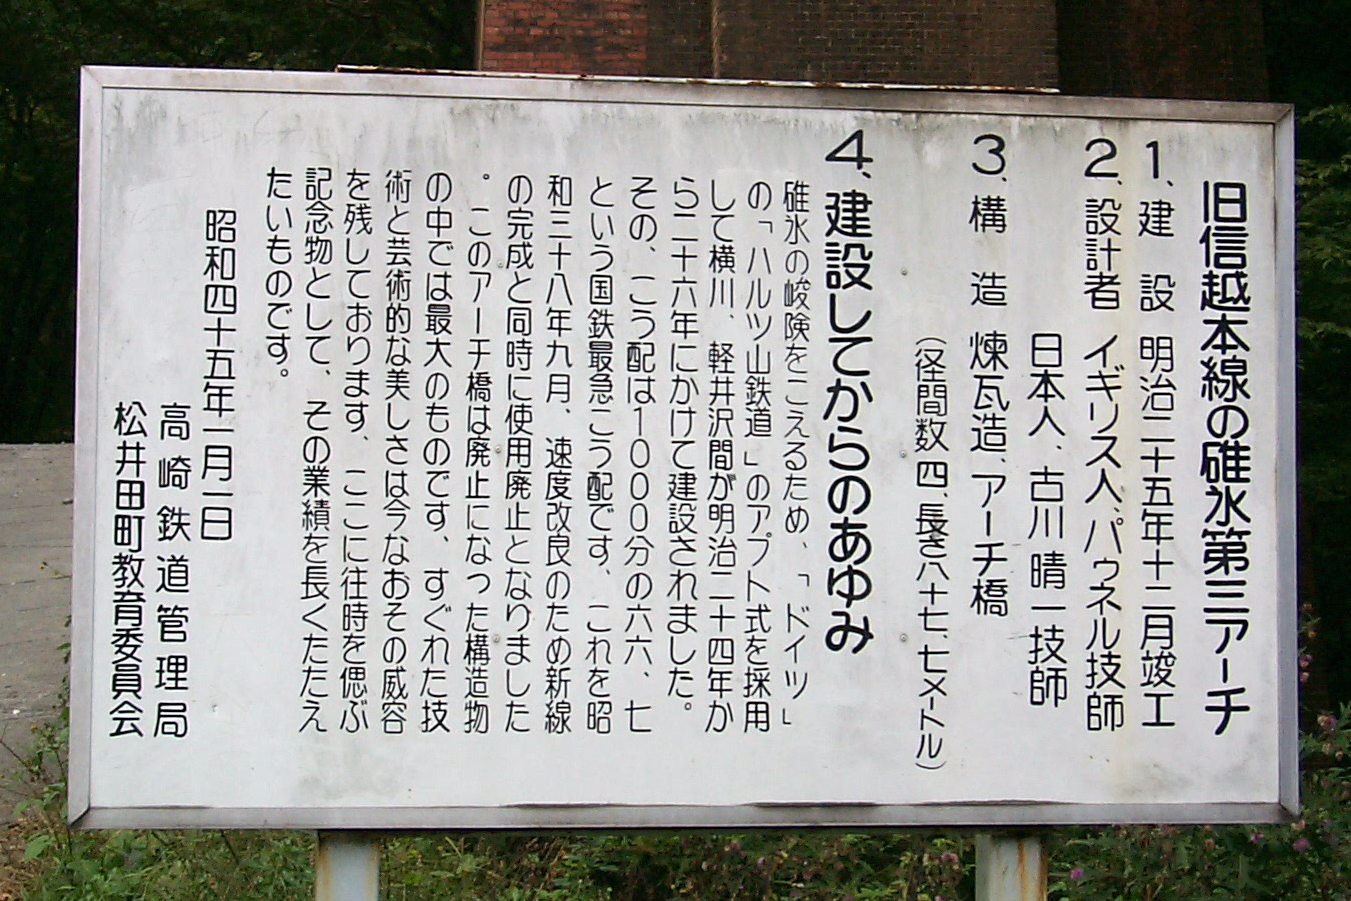 旧信越本線の碓氷第三アーチ
1、建　設　明治二十五年十二月竣工
2、設計者　イギリス人、パゥネル技師
日本人、古川晴一技師
3、構　造　煉瓦造、アーチ橋
（径間数四、長さ八十七、七メートル）
4、建設してからのあゆみ
碓氷の峻険をこえるため、「ドイツ」
の「ハルツ山鉄道」のアプト式を採用
して横川、軽井沢間が明治二十四年か
ら二十六年にかけて建設されました。
その、こう配は1000分の六六、七
という国鉄最急こう配です、これを昭
和三十八年九月、速度改良のため新線
の完成と同時に使用廃止となりました
。このアーチ橋は廃止になった構造物
の中では最大のものです、すぐれた技
術と芸術的な美しさは今なおその威容
を残しております、ここに往時を偲ぶ
記念物として、その業績を長くたたえ
たいものです。
昭和四十五年一月一日
高崎鉄道管理局
松井田町教育委員会